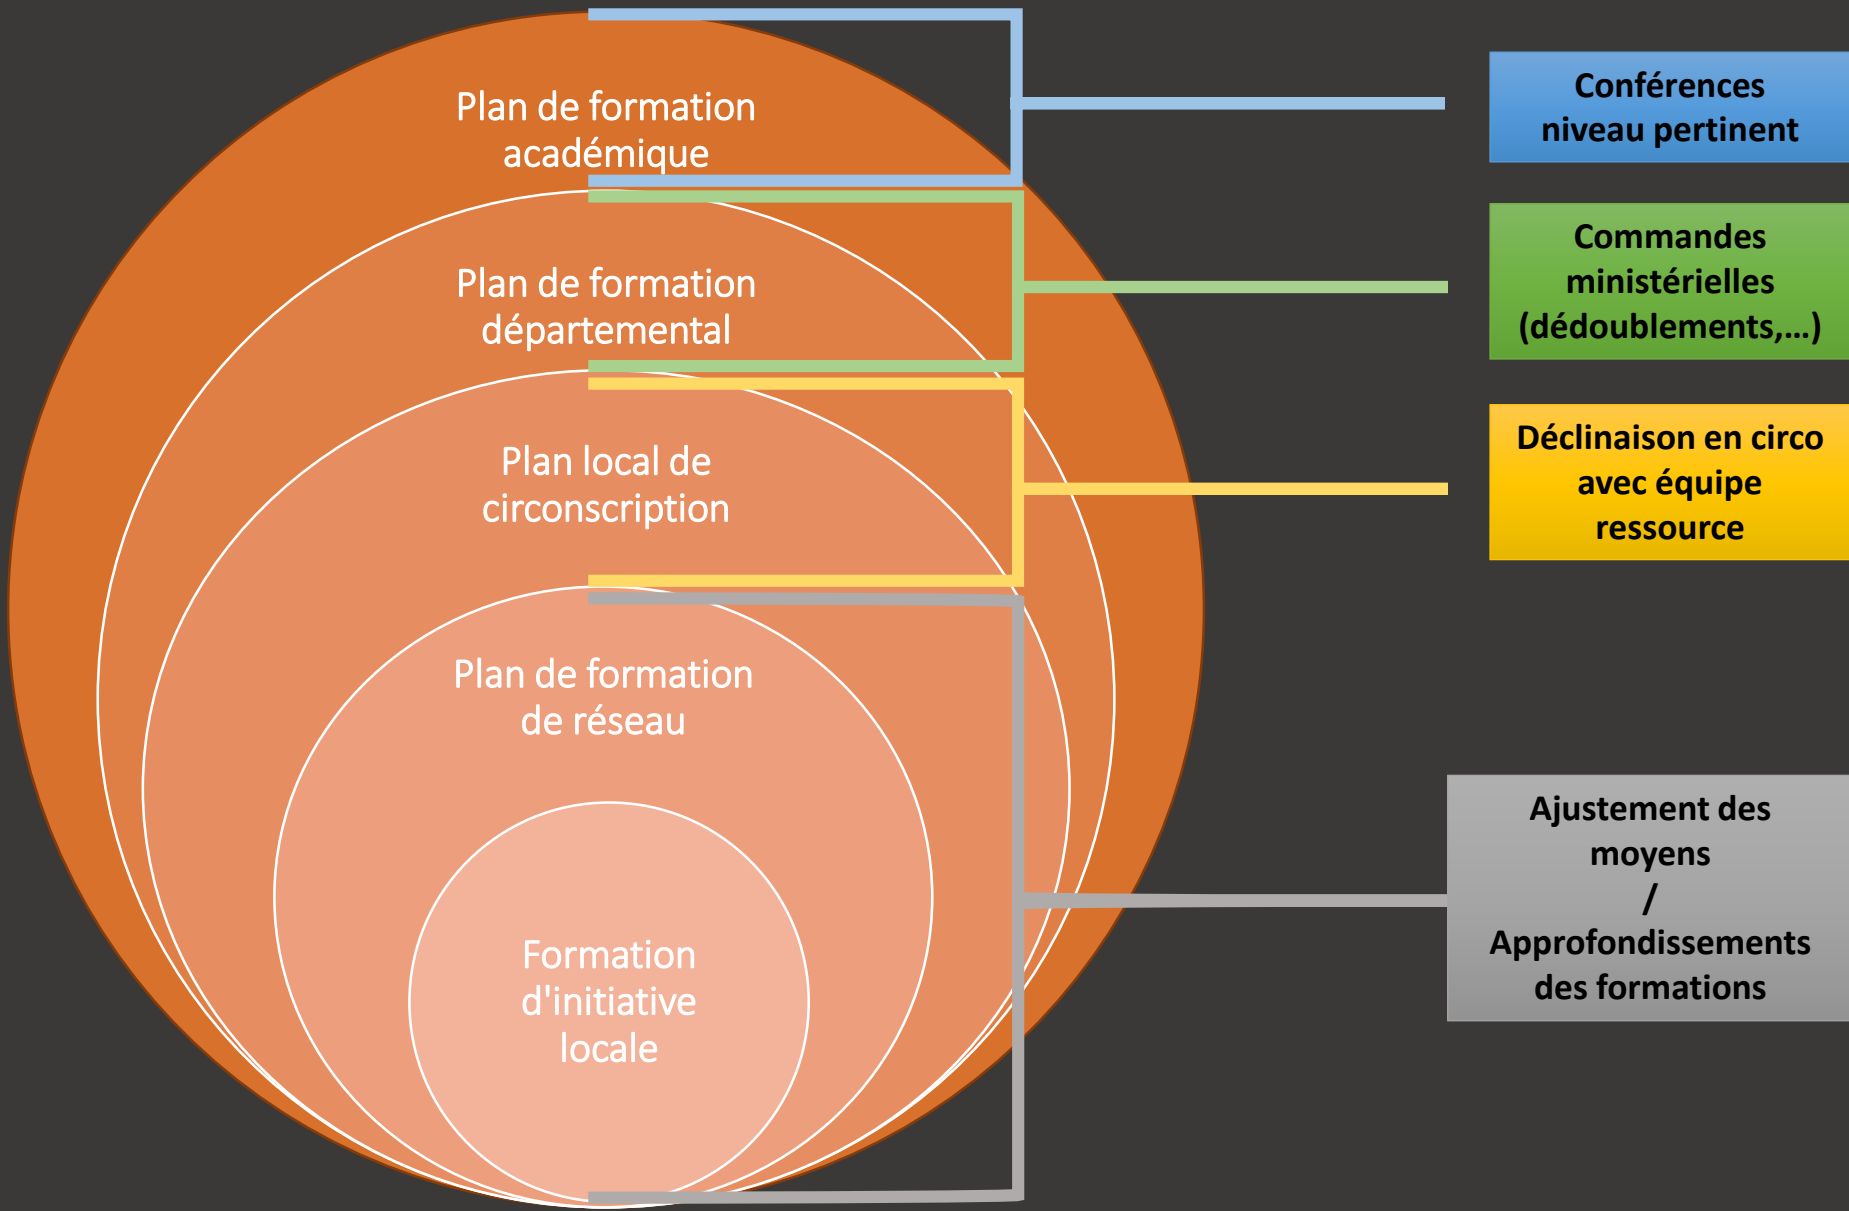 Plan de formation
académique
Plan de formation
départemental
Plan local de
circonscription
Plan de formation
de réseau
Formation
d'initiative
locale
Conférences
niveau pertinent
Commandes
ministérielles
(dédoublements,...)
Déclinaison en circo
avec équipe
ressource
Ajustement des
moyens
/
Approfondissements
des formations